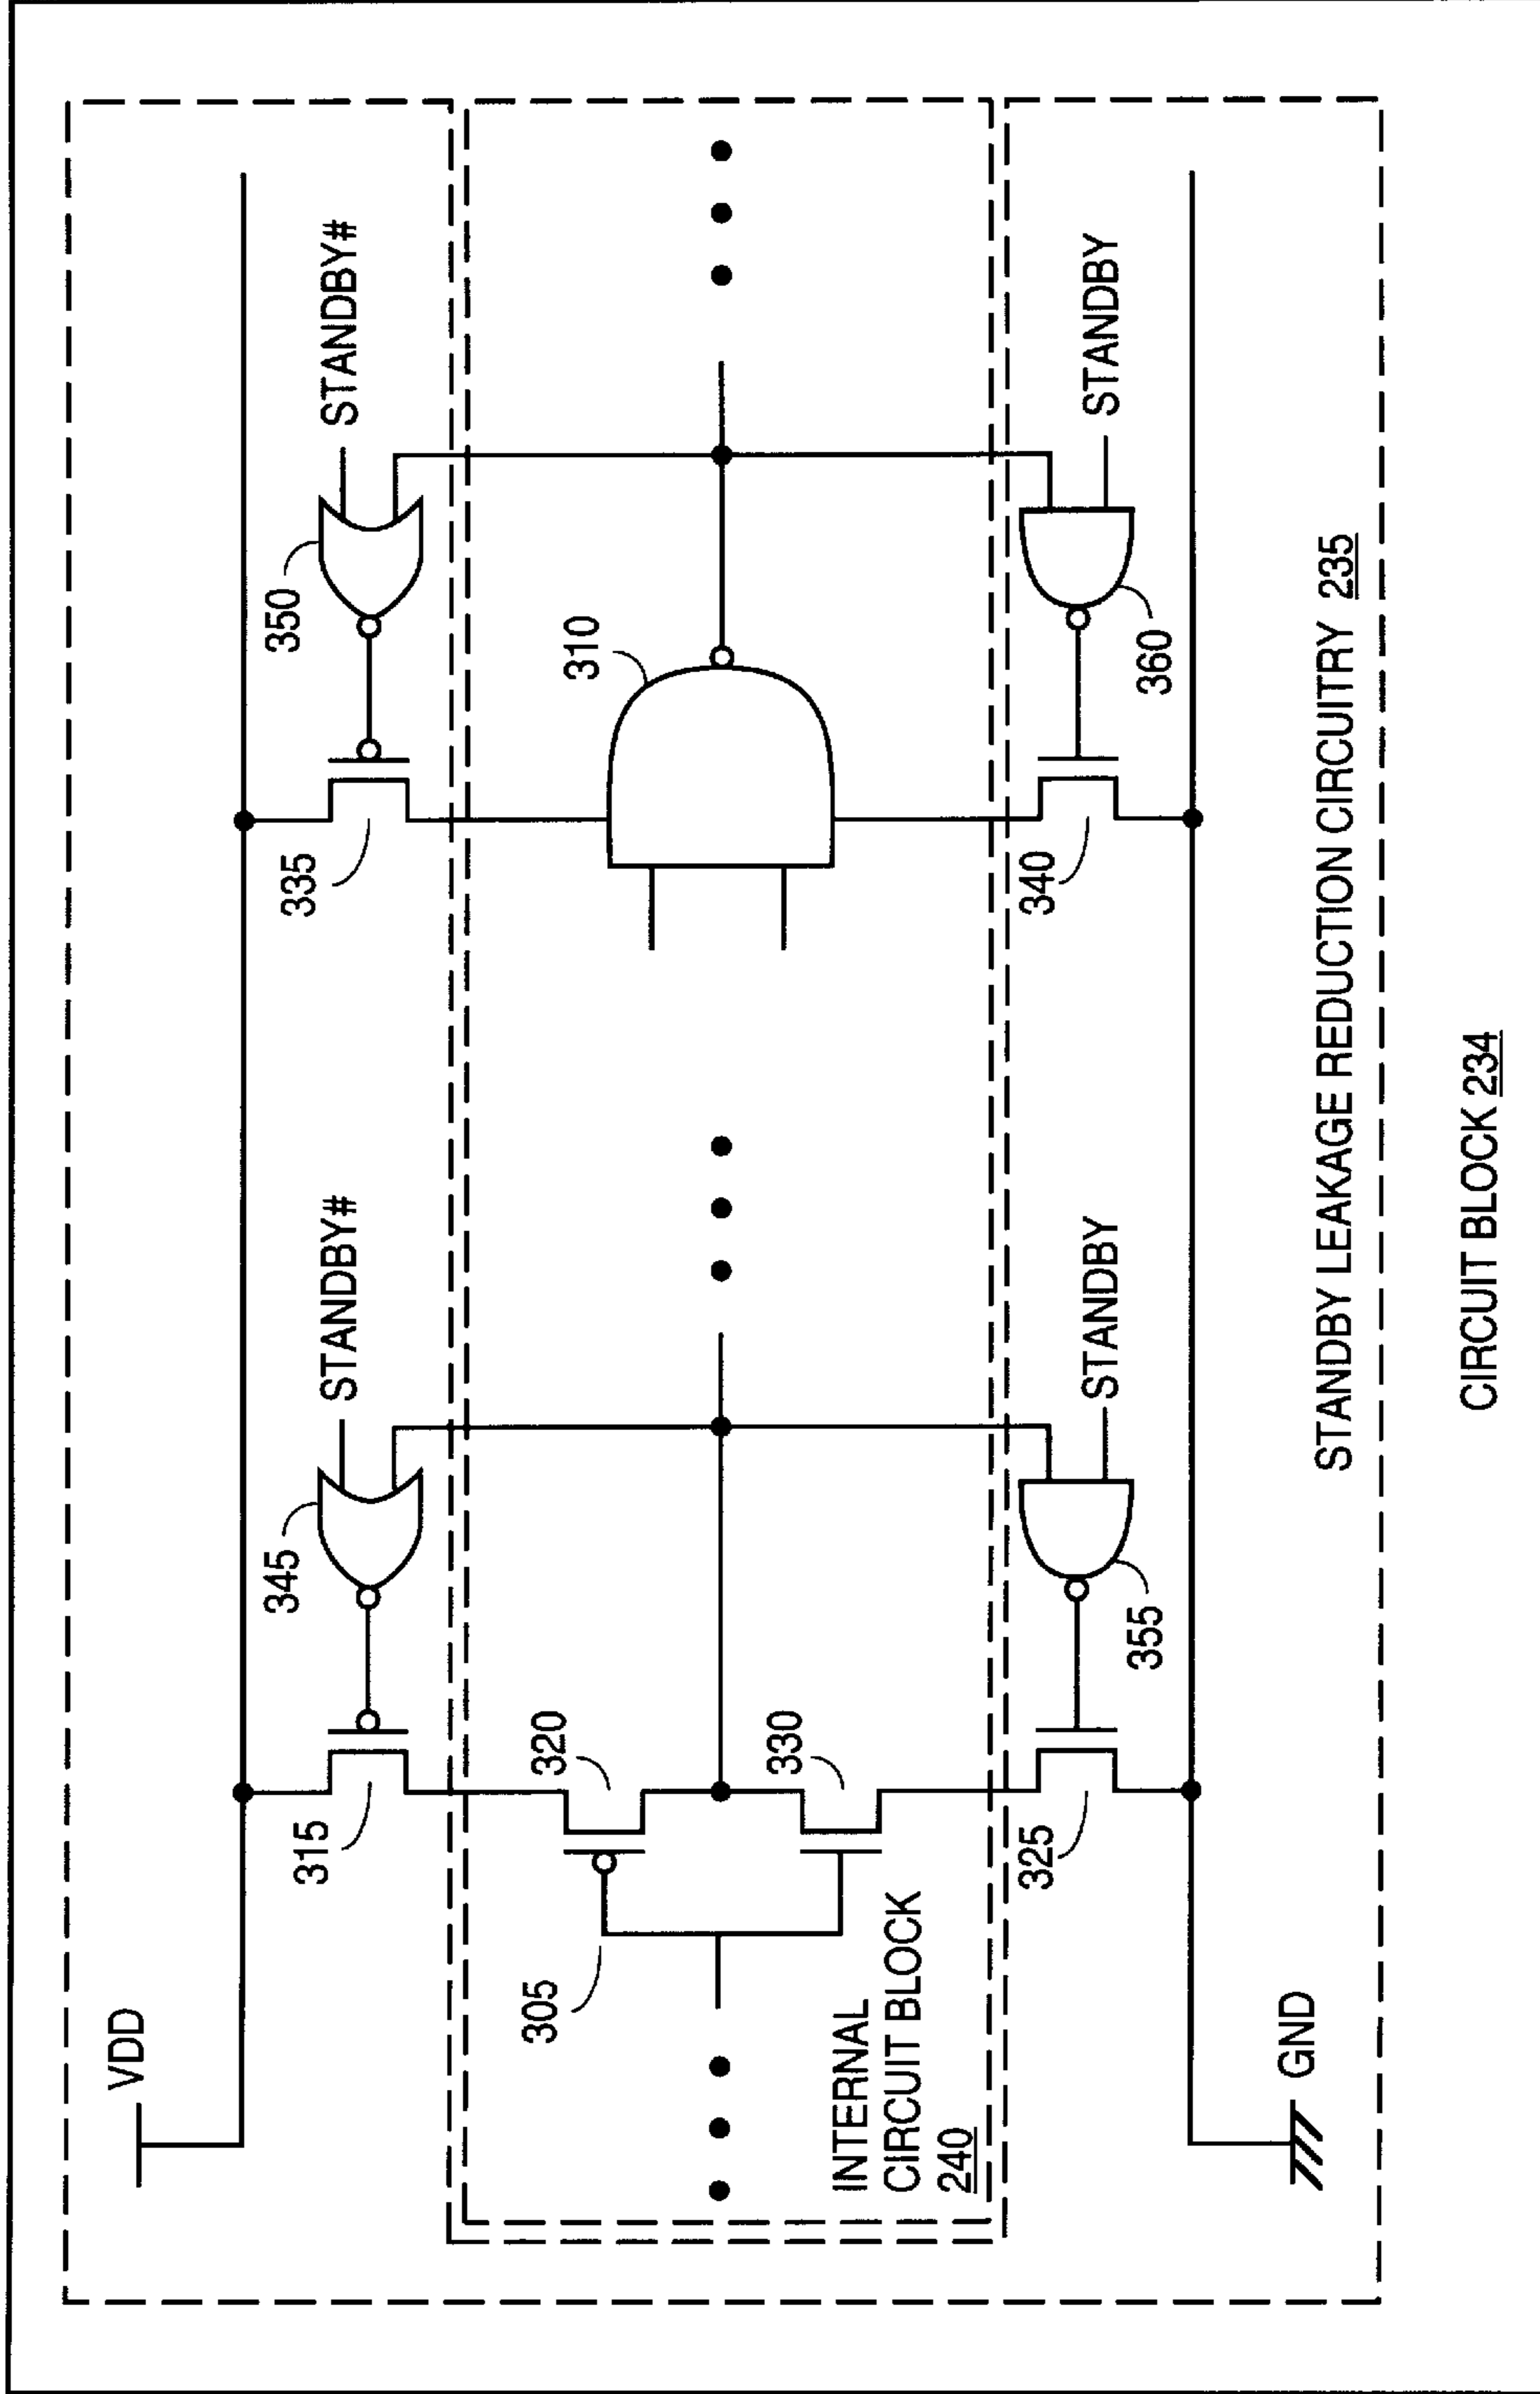 VDD
315
345
STANDBY#
335
350
STANDBY#
305
320
330
310
INTERNAL
CIRCUIT BLOCK
240
325
355
STANDBY
340
360
STANDBY
GND
STANDBY LEAKAGE REDUCTION CIRCUITRY 235
CIRCUIT BLOCK 234